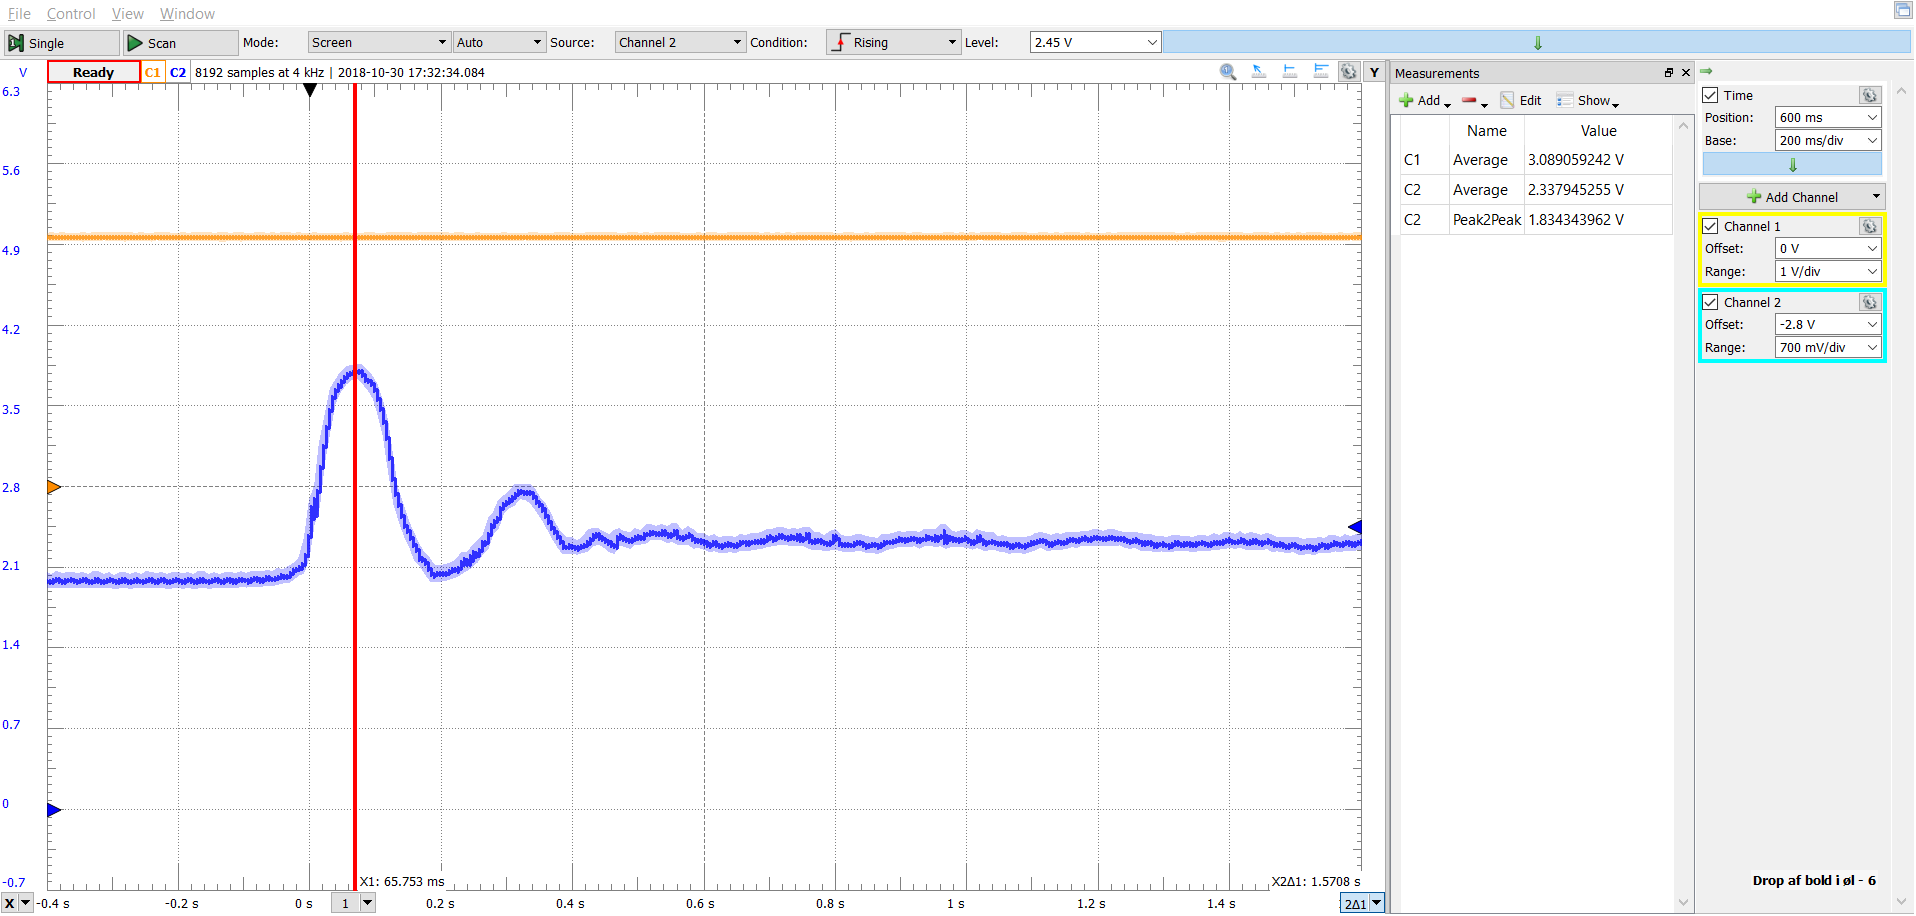 File Control View Window
Single Scan Mode: Screen Auto Source: Channel 2 Condition: Rising Level: 2.45 V
V Ready C1 C2 8192 samples at 4 kHz | 2018-10-30 17:32:34.084 Y
6.3
5.6
4.9
4.2
3.5
2.8
2.1
1.4
0.7
0
-0.7
X1: 65.753 ms X2Δ1: 1.5708 s
X -0.4 s -0.2 s 0 s 1 0.2 s 0.4 s 0.6 s 0.8 s 1 s 1.2 s 1.4 s 2Δ1
Measurements
Add Edit Show
Name Value
C1 Average 3.089059242 V
C2 Average 2.337945255 V
C2 Peak2Peak 1.834343962 V
Time
Position: 600 ms
Base: 200 ms/div
Add Channel
Channel 1
Offset: 0 V
Range: 1 V/div
Channel 2
Offset: -2.8 V
Range: 700 mV/div
Drop af bold i øl - 6